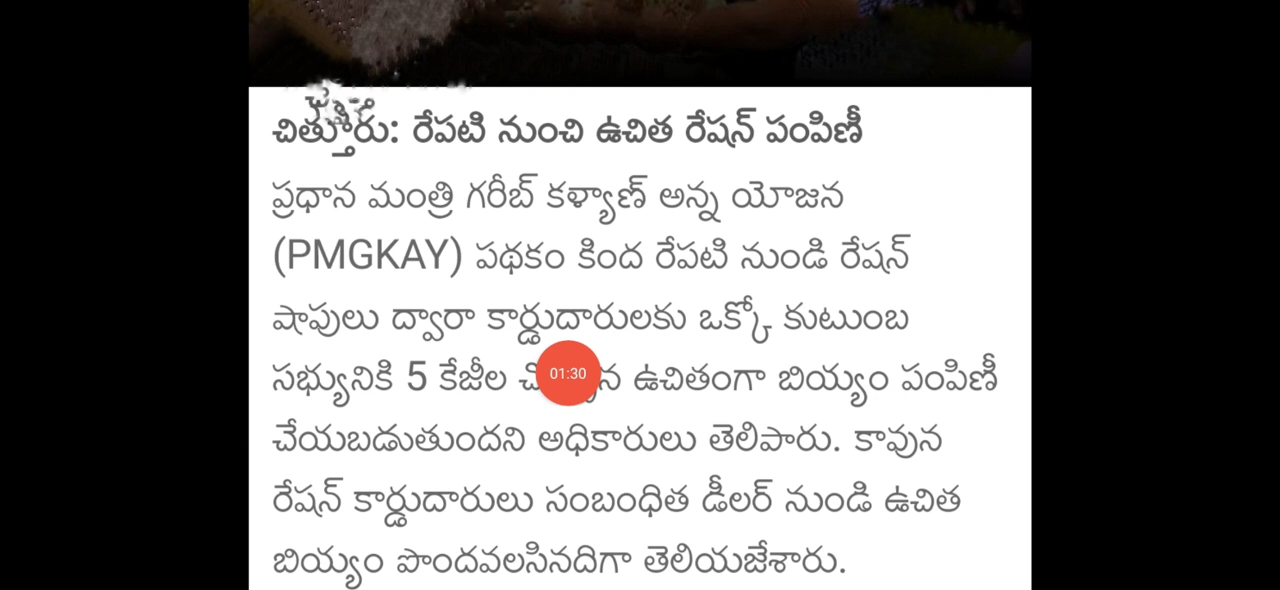 చిత్తూరు: రేపటి నుంచి ఉచిత రేషన్ పంపిణీ
ప్రధాన మంత్రి గరీబ్ కళ్యాణ్ అన్న యోజన
(PMGKAY) పథకం కింద రేపటి నుండి రేషన్
షాపులు ద్వారా కార్డుదారులకు ఒక్కో కుటుంబ
సభ్యునికి 5 కేజీల 01:30 ఉచితంగా బియ్యం పంపిణీ
చేయబడుతుందని అధికారులు తెలిపారు. కావున
రేషన్ కార్డుదారులు సంబంధిత డీలర్ నుండి ఉచిత
బియ్యం పొందవలసినదిగా తెలియజేశారు.